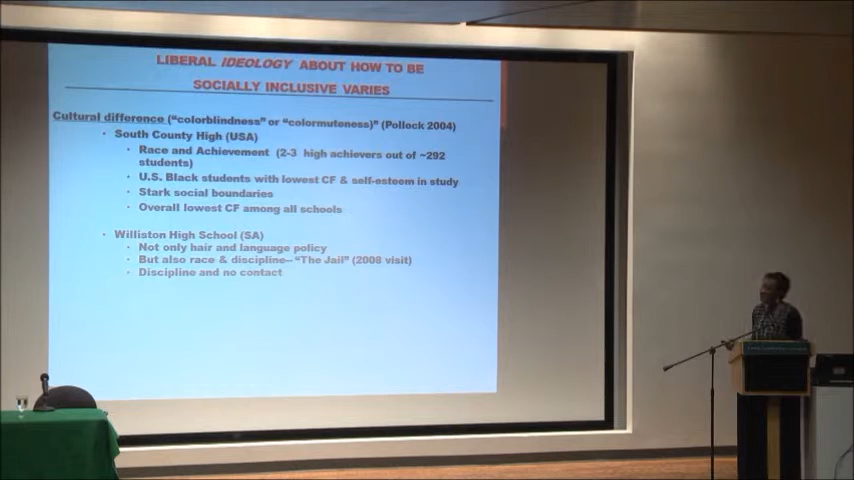 LIBERAL IDEOLOGY ABOUT HOW TO BE
SOCIALLY INCLUSIVE VARIES
Cultural difference ("colorblindness" or "colormuteness)" (Pollock 2004)
• South County High (USA)
• Race and Achievement (2-3 high achievers out of ~292
students)
• U.S. Black students with lowest CF & self-esteem in study
• Stark social boundaries
• Overall lowest CF among all schools
• Williston High School (SA)
• Not only hair and language policy
• But also race & discipline– "The Jail" (2008 visit)
• Discipline and no contact